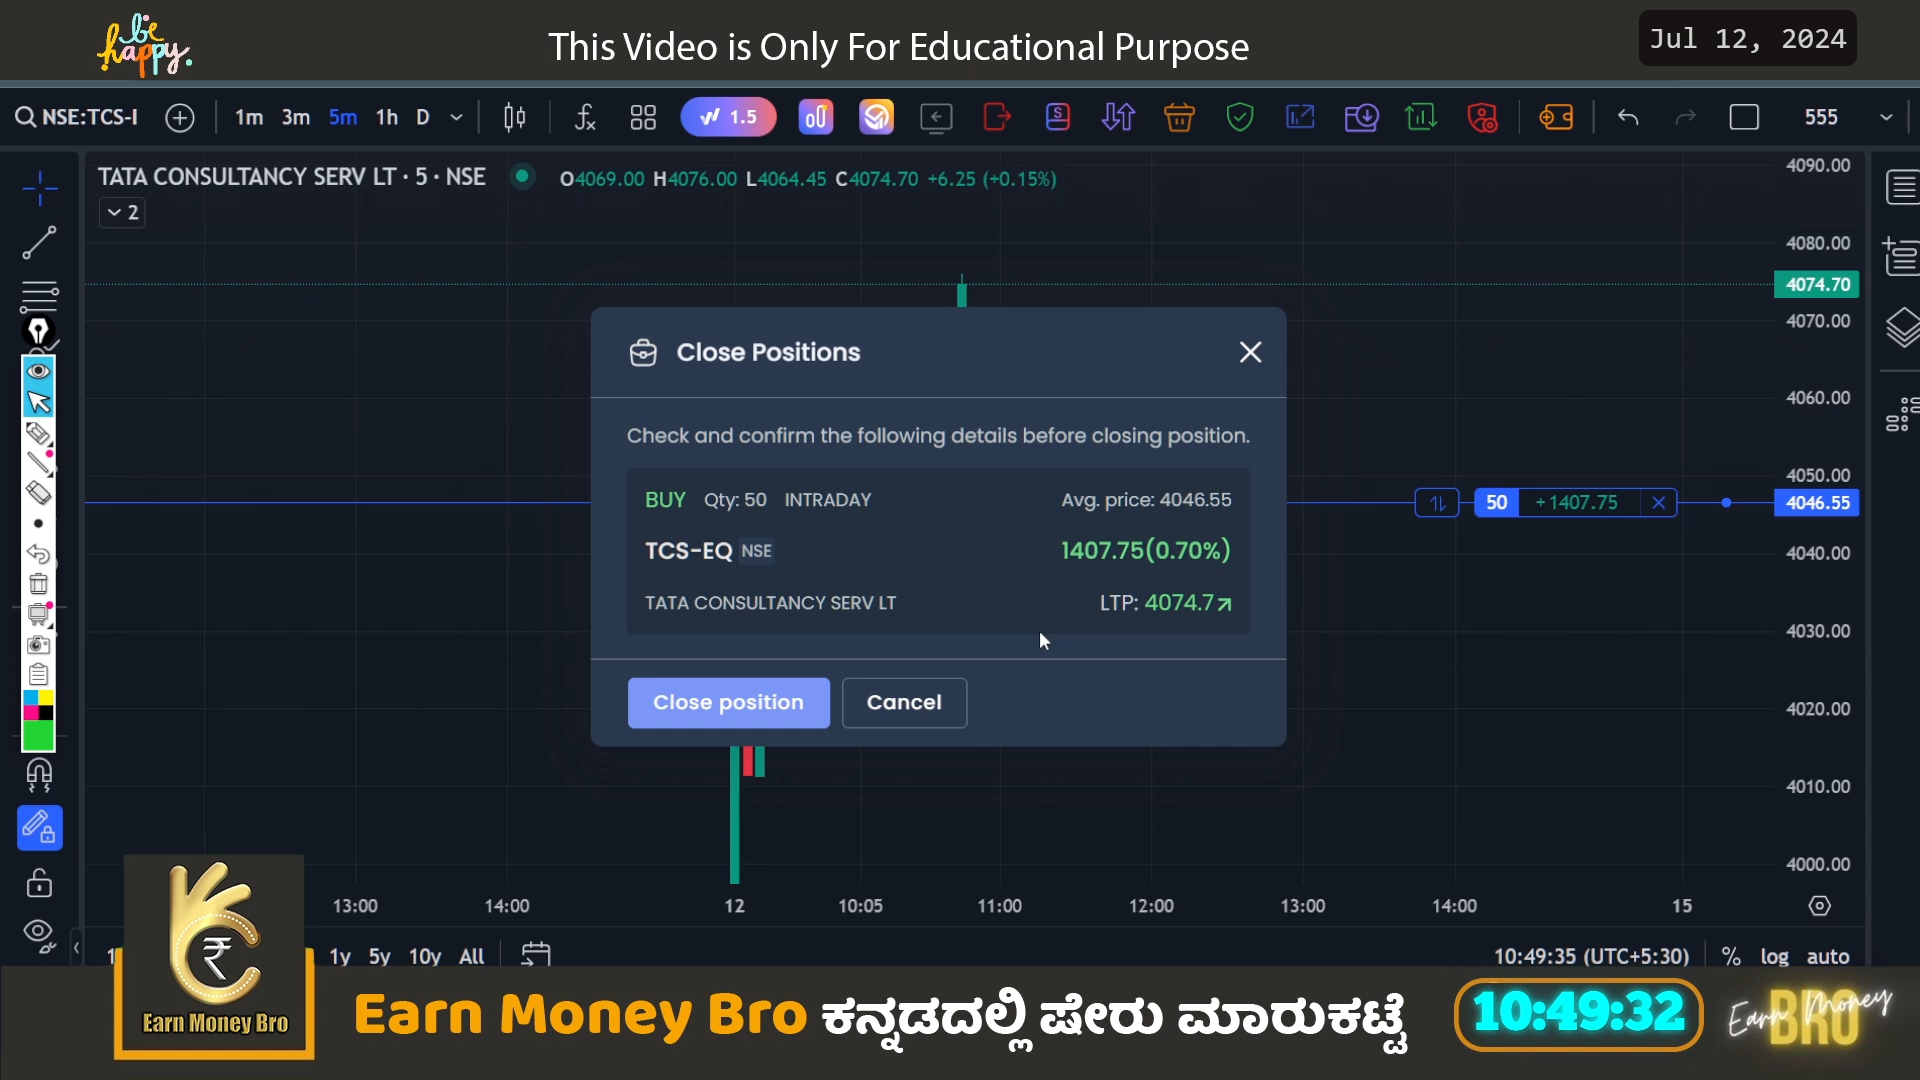 be
happy.
This Video is Only For Educational Purpose
Jul 12, 2024
NSE:TCS-I
1m 3m 5m 1h D
1.5
555
TATA CONSULTANCY SERV LT · 5 · NSE
O4069.00 H4076.00 L4064.45 C4074.70 +6.25 (+0.15%)
2
4090.00
4080.00
4074.70
4070.00
4060.00
4050.00
4046.55
4040.00
4030.00
4020.00
4010.00
4000.00
Close Positions
Check and confirm the following details before closing position.
BUY Qty: 50 INTRADAY Avg. price: 4046.55
TCS-EQ NSE 1407.75(0.70%)
TATA CONSULTANCY SERV LT LTP: 4074.7
Close position Cancel
50 +1407.75
13:00 14:00 12 10:05 11:00 12:00 13:00 14:00 15
1y 5y 10y All
10:49:35 (UTC+5:30) % log auto
₹
Earn Money Bro
Earn Money Bro ಕನ್ನಡದಲ್ಲಿ ಷೇರು ಮಾರುಕಟ್ಟೆ
10:49:32
Earn Money
BRO